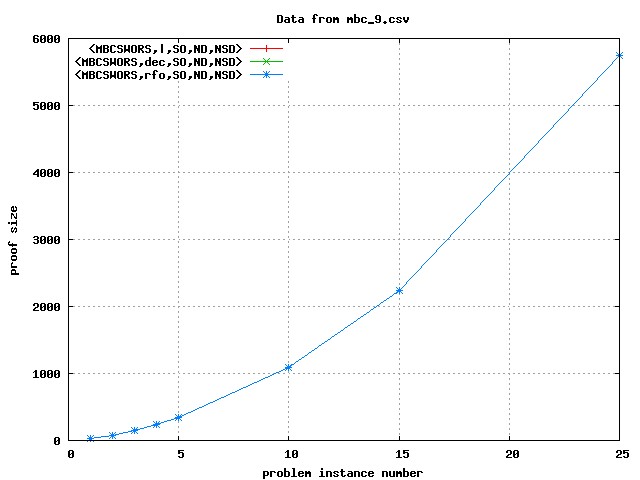 Data from mbc_9.csv
<MBCSWORS,l,SO,ND,NSD>
<MBCSWORS,dec,SO,ND,NSD>
<MBCSWORS,rfo,SO,ND,NSD>
6000
5000
4000
3000
2000
1000
0
proof size
0 5 10 15 20 25
problem instance number